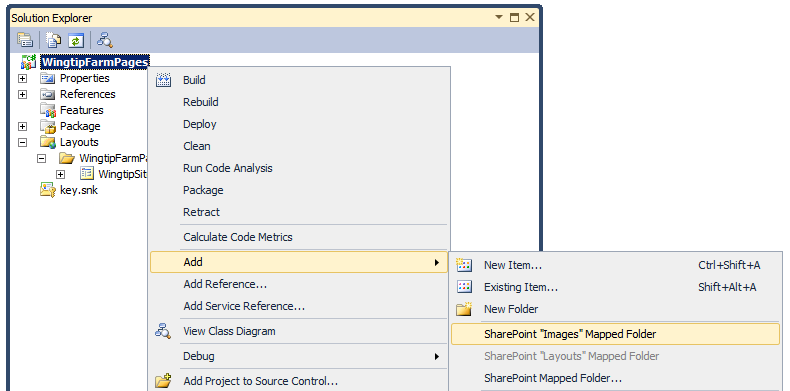 Solution Explorer
WingtipFarmPages
Properties
References
Features
Package
Layouts
WingtipFarmPa
WingtipSit
key.snk
Build
Rebuild
Deploy
Clean
Run Code Analysis
Package
Retract
Calculate Code Metrics
Add
Add Reference...
Add Service Reference...
View Class Diagram
Debug
Add Project to Source Control...
New Item... Ctrl+Shift+A
Existing Item... Shift+Alt+A
New Folder
SharePoint "Images" Mapped Folder
SharePoint "Layouts" Mapped Folder
SharePoint Mapped Folder...